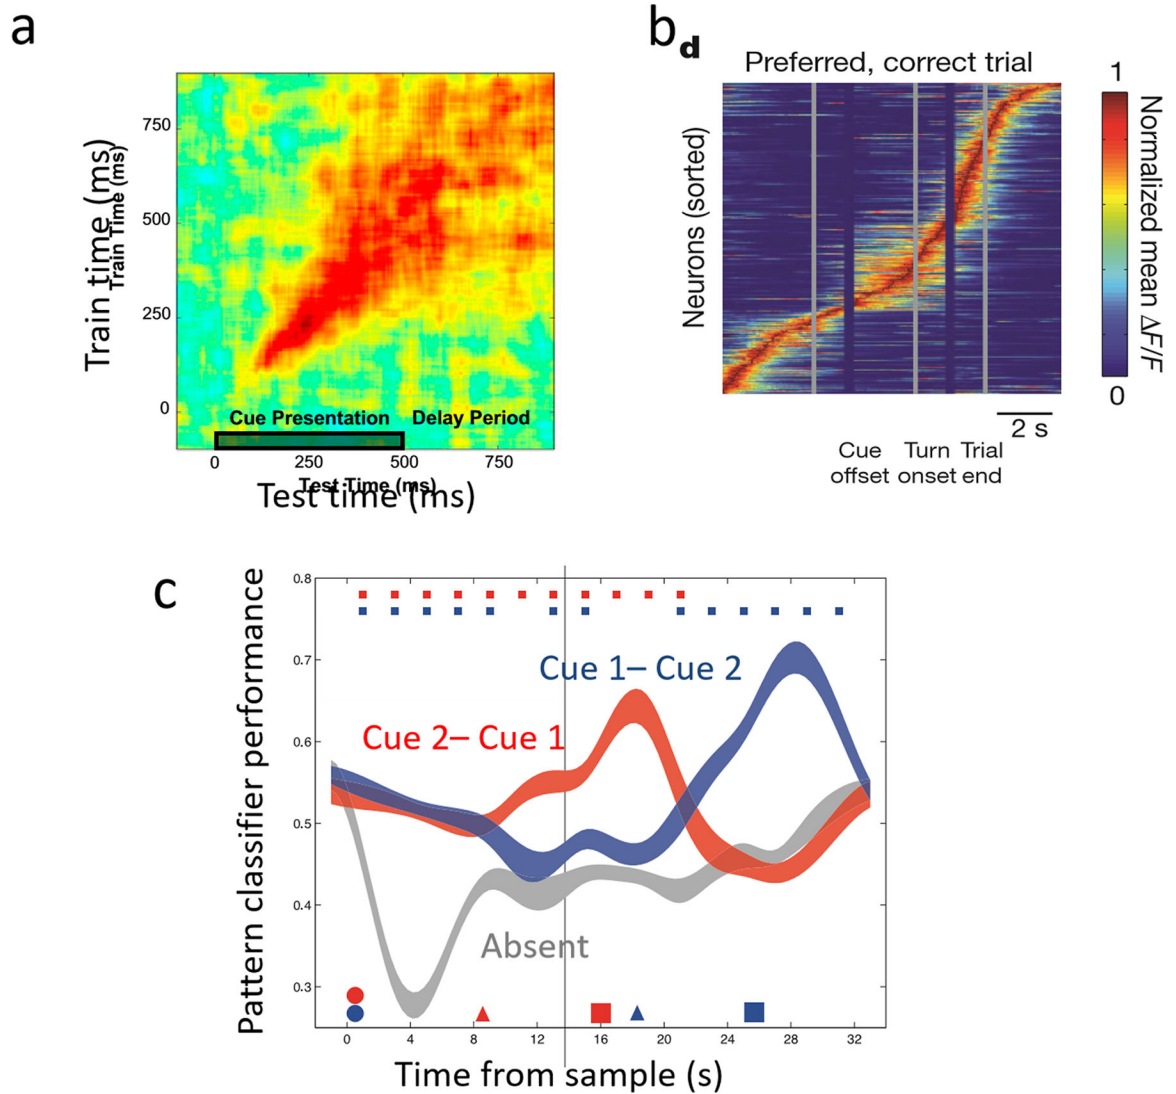 a
Train time (ms)
Train Time (ms)
750
500
250
0
Cue Presentation
Delay Period
0
250
500
750
Test Time (ms)
Test time (ms)
b
d
Preferred, correct trial
Neurons (sorted)
1
Normalized mean ΔF/F
0
2 s
Cue
offset
Turn
onset
Trial
end
c
Pattern classifier performance
0.8
0.7
0.6
0.5
0.4
0.3
Cue 1– Cue 2
Cue 2– Cue 1
Absent
0
4
8
12
16
20
24
28
32
Time from sample (s)